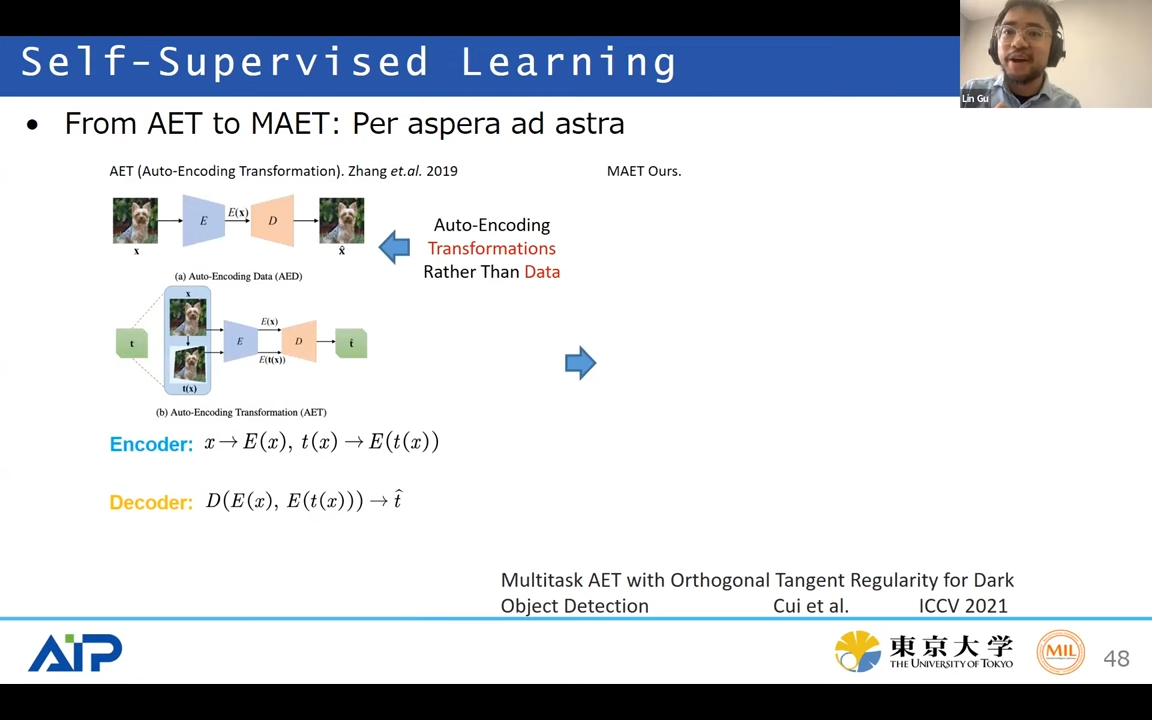 Self-Supervised Learning
Lin Gu
• From AET to MAET: Per aspera ad astra
AET (Auto-Encoding Transformation). Zhang et.al. 2019
MAET Ours.
E
E(x)
D
x
x̂
(a) Auto-Encoding Data (AED)
Auto-Encoding
Transformations
Rather Than Data
x
t
t(x)
E
E(x)
E(t(x))
D
t̂
(b) Auto-Encoding Transformation (AET)
Encoder: x → E(x), t(x) → E(t(x))
Decoder: D(E(x), E(t(x))) → t̂
Multitask AET with Orthogonal Tangent Regularity for Dark
Object Detection Cui et al. ICCV 2021
AIP
東京大学
THE UNIVERSITY OF TOKYO
MIL
48